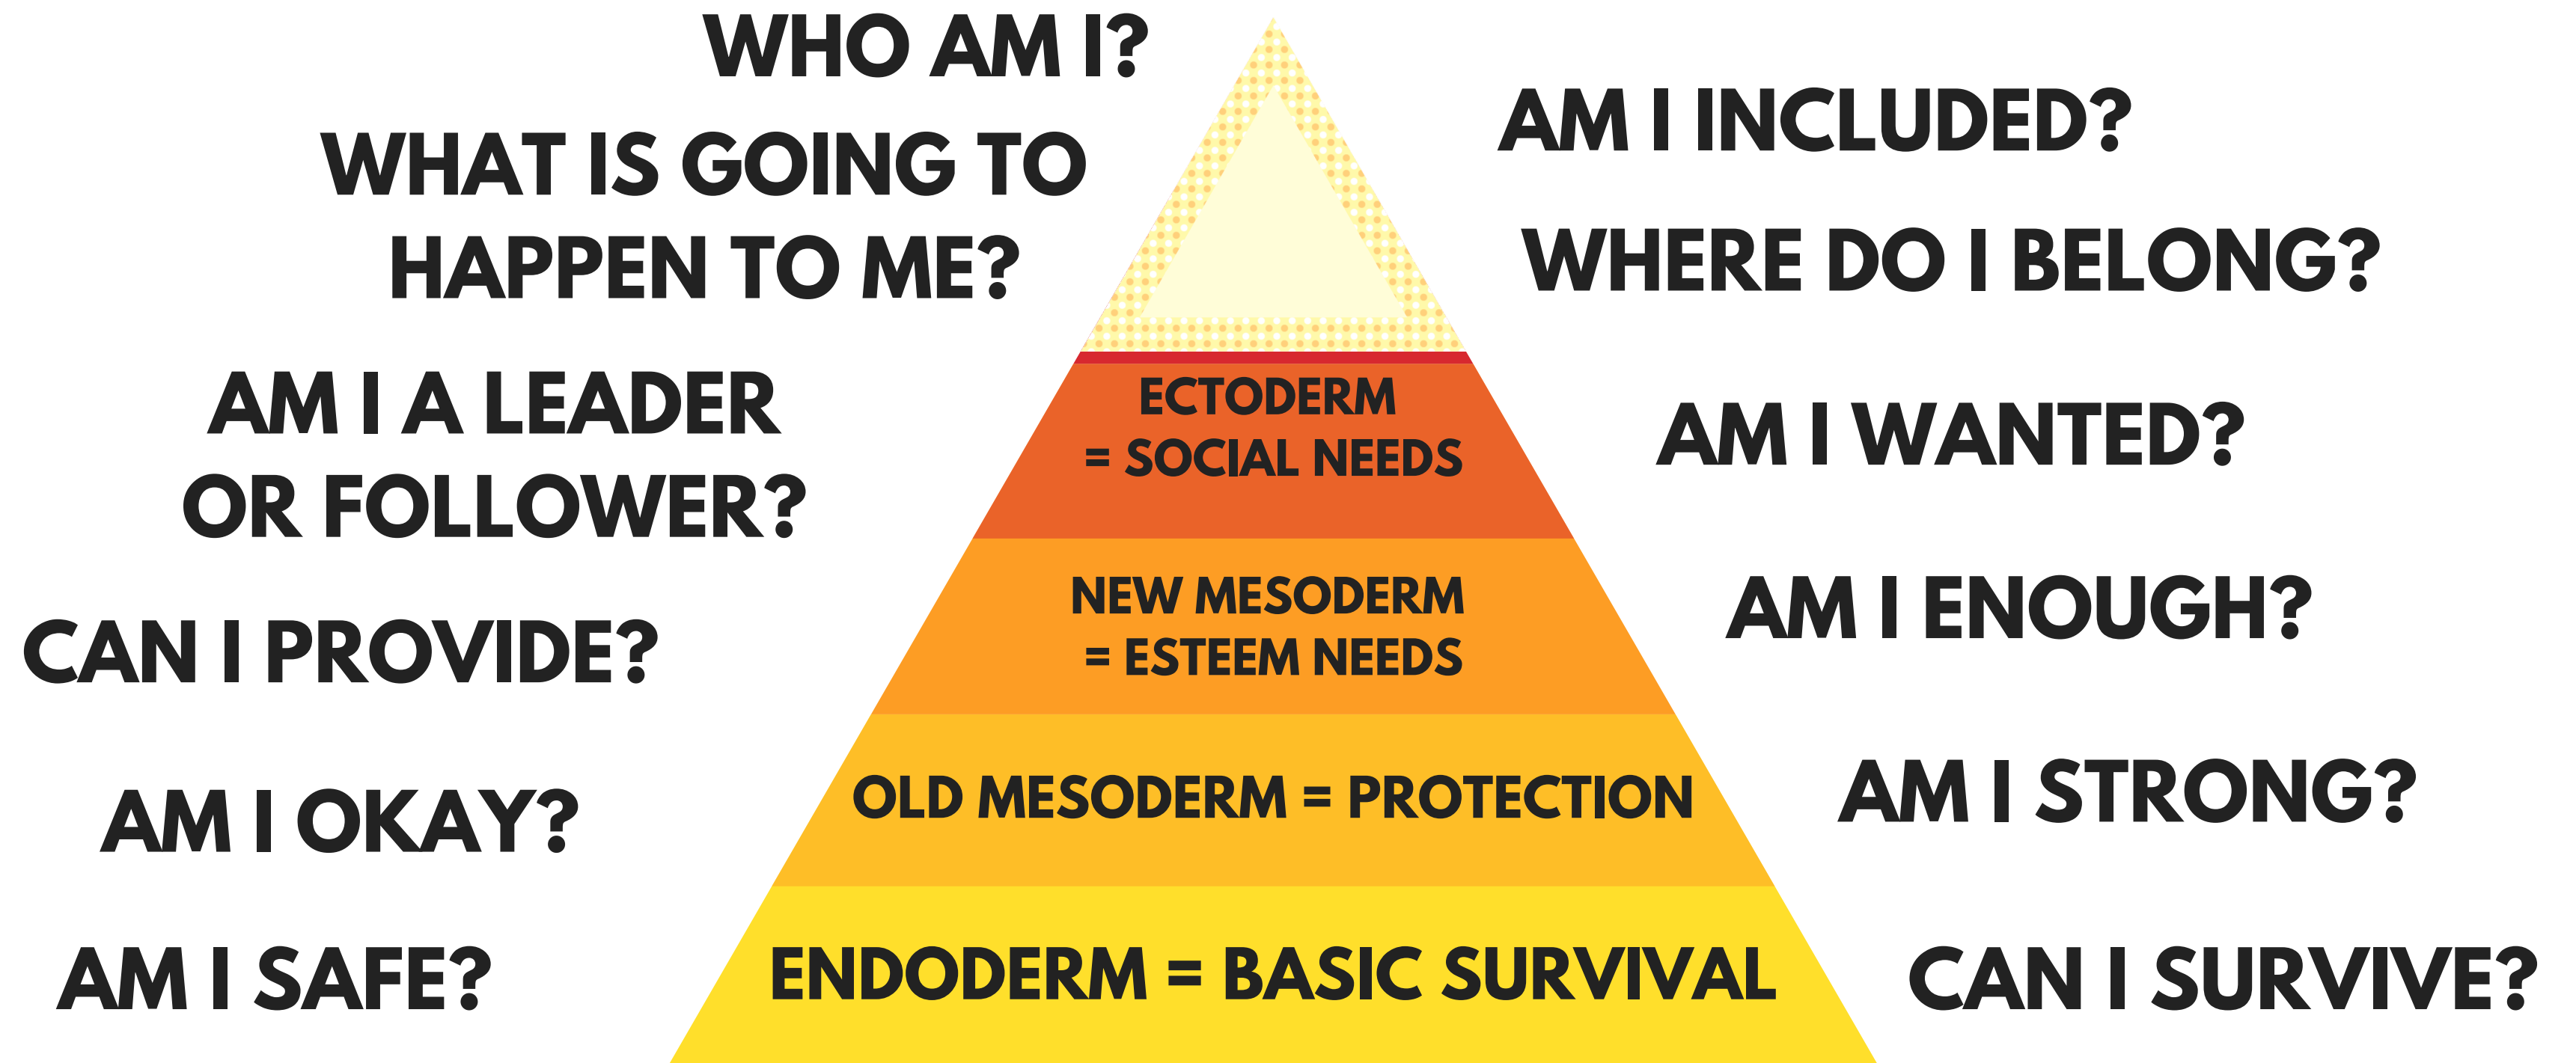 WHO AM I?
WHAT IS GOING TO
HAPPEN TO ME?
AM I A LEADER
OR FOLLOWER?
CAN I PROVIDE?
AM I OKAY?
AM I SAFE?
ECTODERM
= SOCIAL NEEDS
NEW MESODERM
= ESTEEM NEEDS
OLD MESODERM = PROTECTION
ENDODERM = BASIC SURVIVAL
AM I INCLUDED?
WHERE DO I BELONG?
AM I WANTED?
AM I ENOUGH?
AM I STRONG?
CAN I SURVIVE?